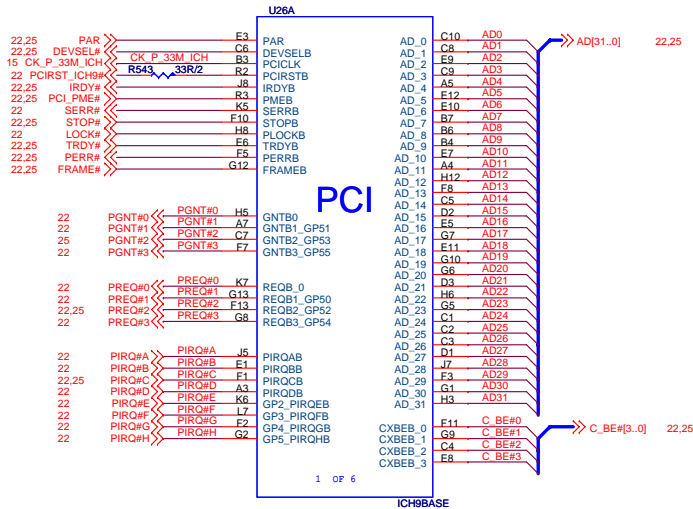 U26A
22,25 PAR E3 PAR AD_0 C10 AD0 AD[31..0] 22,25
22,25 DEVSEL# C6 DEVSELB AD_1 C8 AD1
15 CK_P_33M_ICH CK_P_33M_ICH B3 PCICLK AD_2 E9 AD2
22 PCIRST_ICH9# R543 33R/2 R2 PCIRSTB AD_3 C9 AD3
22,25 IRDY# J8 IRDYB AD_4 A5 AD4
22,25 PCI_PME# R3 PMEB AD_5 E12 AD5
22 SERR# K5 SERRB AD_6 E10 AD6
22,25 STOP# F10 STOPB AD_7 B7 AD7
22 LOCK# H8 PLOCKB AD_8 B6 AD8
22,25 TRDY# E6 TRDYB AD_9 B4 AD9
22,25 PERR# F5 PERRB AD_10 E7 AD10
22,25 FRAME# G12 FRAMEB AD_11 A4 AD11
AD_12 H12 AD12
AD_13 F8 AD13
PCI
AD_14 C5 AD14
22 PGNT#0 PGNT#0 H5 GNTB0 AD_15 D2 AD15
22 PGNT#1 PGNT#1 A7 GNTB1_GP51 AD_16 E5 AD16
25 PGNT#2 PGNT#2 C7 GNTB2_GP53 AD_17 G7 AD17
22 PGNT#3 PGNT#3 F7 GNTB3_GP55 AD_18 E11 AD18
AD_19 G10 AD19
AD_20 G6 AD20
22 PREQ#0 PREQ#0 K7 REQB_0 AD_21 D3 AD21
22 PREQ#1 PREQ#1 G13 REQB1_GP50 AD_22 H6 AD22
22,25 PREQ#2 PREQ#2 F13 REQB2_GP52 AD_23 G5 AD23
22 PREQ#3 PREQ#3 G8 REQB3_GP54 AD_24 C1 AD24
AD_25 C2 AD25
AD_26 C3 AD26
22 PIRQ#A PIRQ#A J5 PIRQAB AD_27 D1 AD27
22 PIRQ#B PIRQ#B E1 PIRQBB AD_28 J7 AD28
22,25 PIRQ#C PIRQ#C F1 PIRQCB AD_29 F3 AD29
22 PIRQ#D PIRQ#D A3 PIRQDB AD_30 G1 AD30
22 PIRQ#E PIRQ#E K6 GP2_PIRQEB AD_31 H3 AD31
22 PIRQ#F PIRQ#F L7 GP3_PIRQFB
22 PIRQ#G PIRQ#G F2 GP4_PIRQGB CXBEB_0 F11 C_BE#0 C_BE#[3..0] 22,25
22 PIRQ#H PIRQ#H G2 GP5_PIRQHB CXBEB_1 G9 C_BE#1
CXBEB_2 C4 C_BE#2
CXBEB_3 E8 C_BE#3
1 OF 6
ICH9BASE